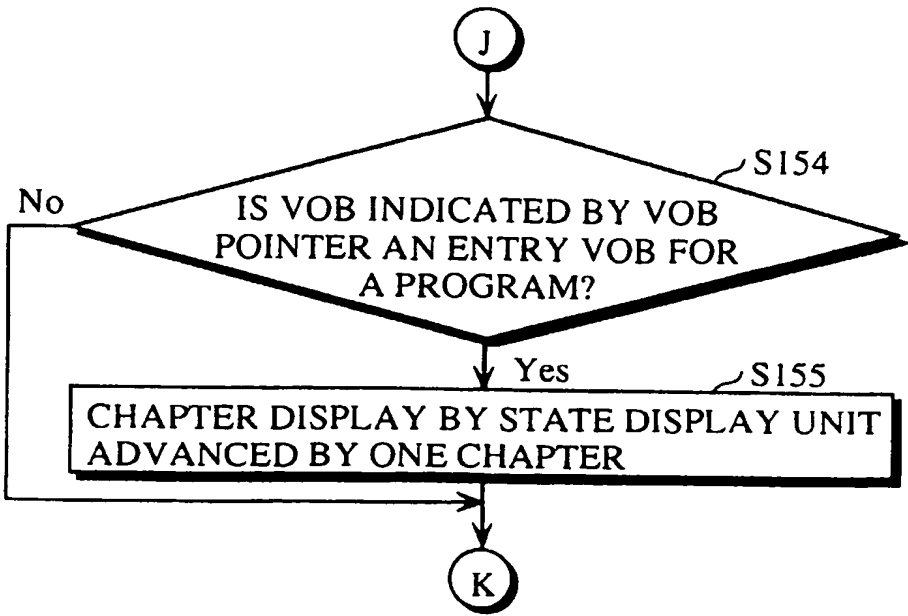 J
S154
No
IS VOB INDICATED BY VOB
POINTER AN ENTRY VOB FOR
A PROGRAM?
Yes
S155
CHAPTER DISPLAY BY STATE DISPLAY UNIT
ADVANCED BY ONE CHAPTER
K